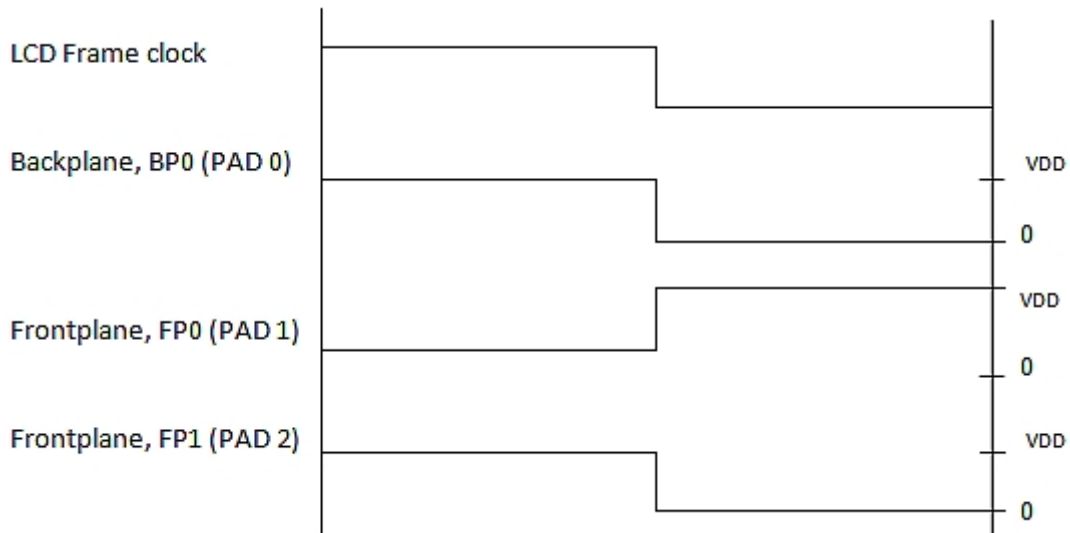 LCD Frame clock
Backplane, BP0 (PAD 0)
VDD
0
VDD
Frontplane, FP0 (PAD 1)
0
Frontplane, FP1 (PAD 2)
VDD
0